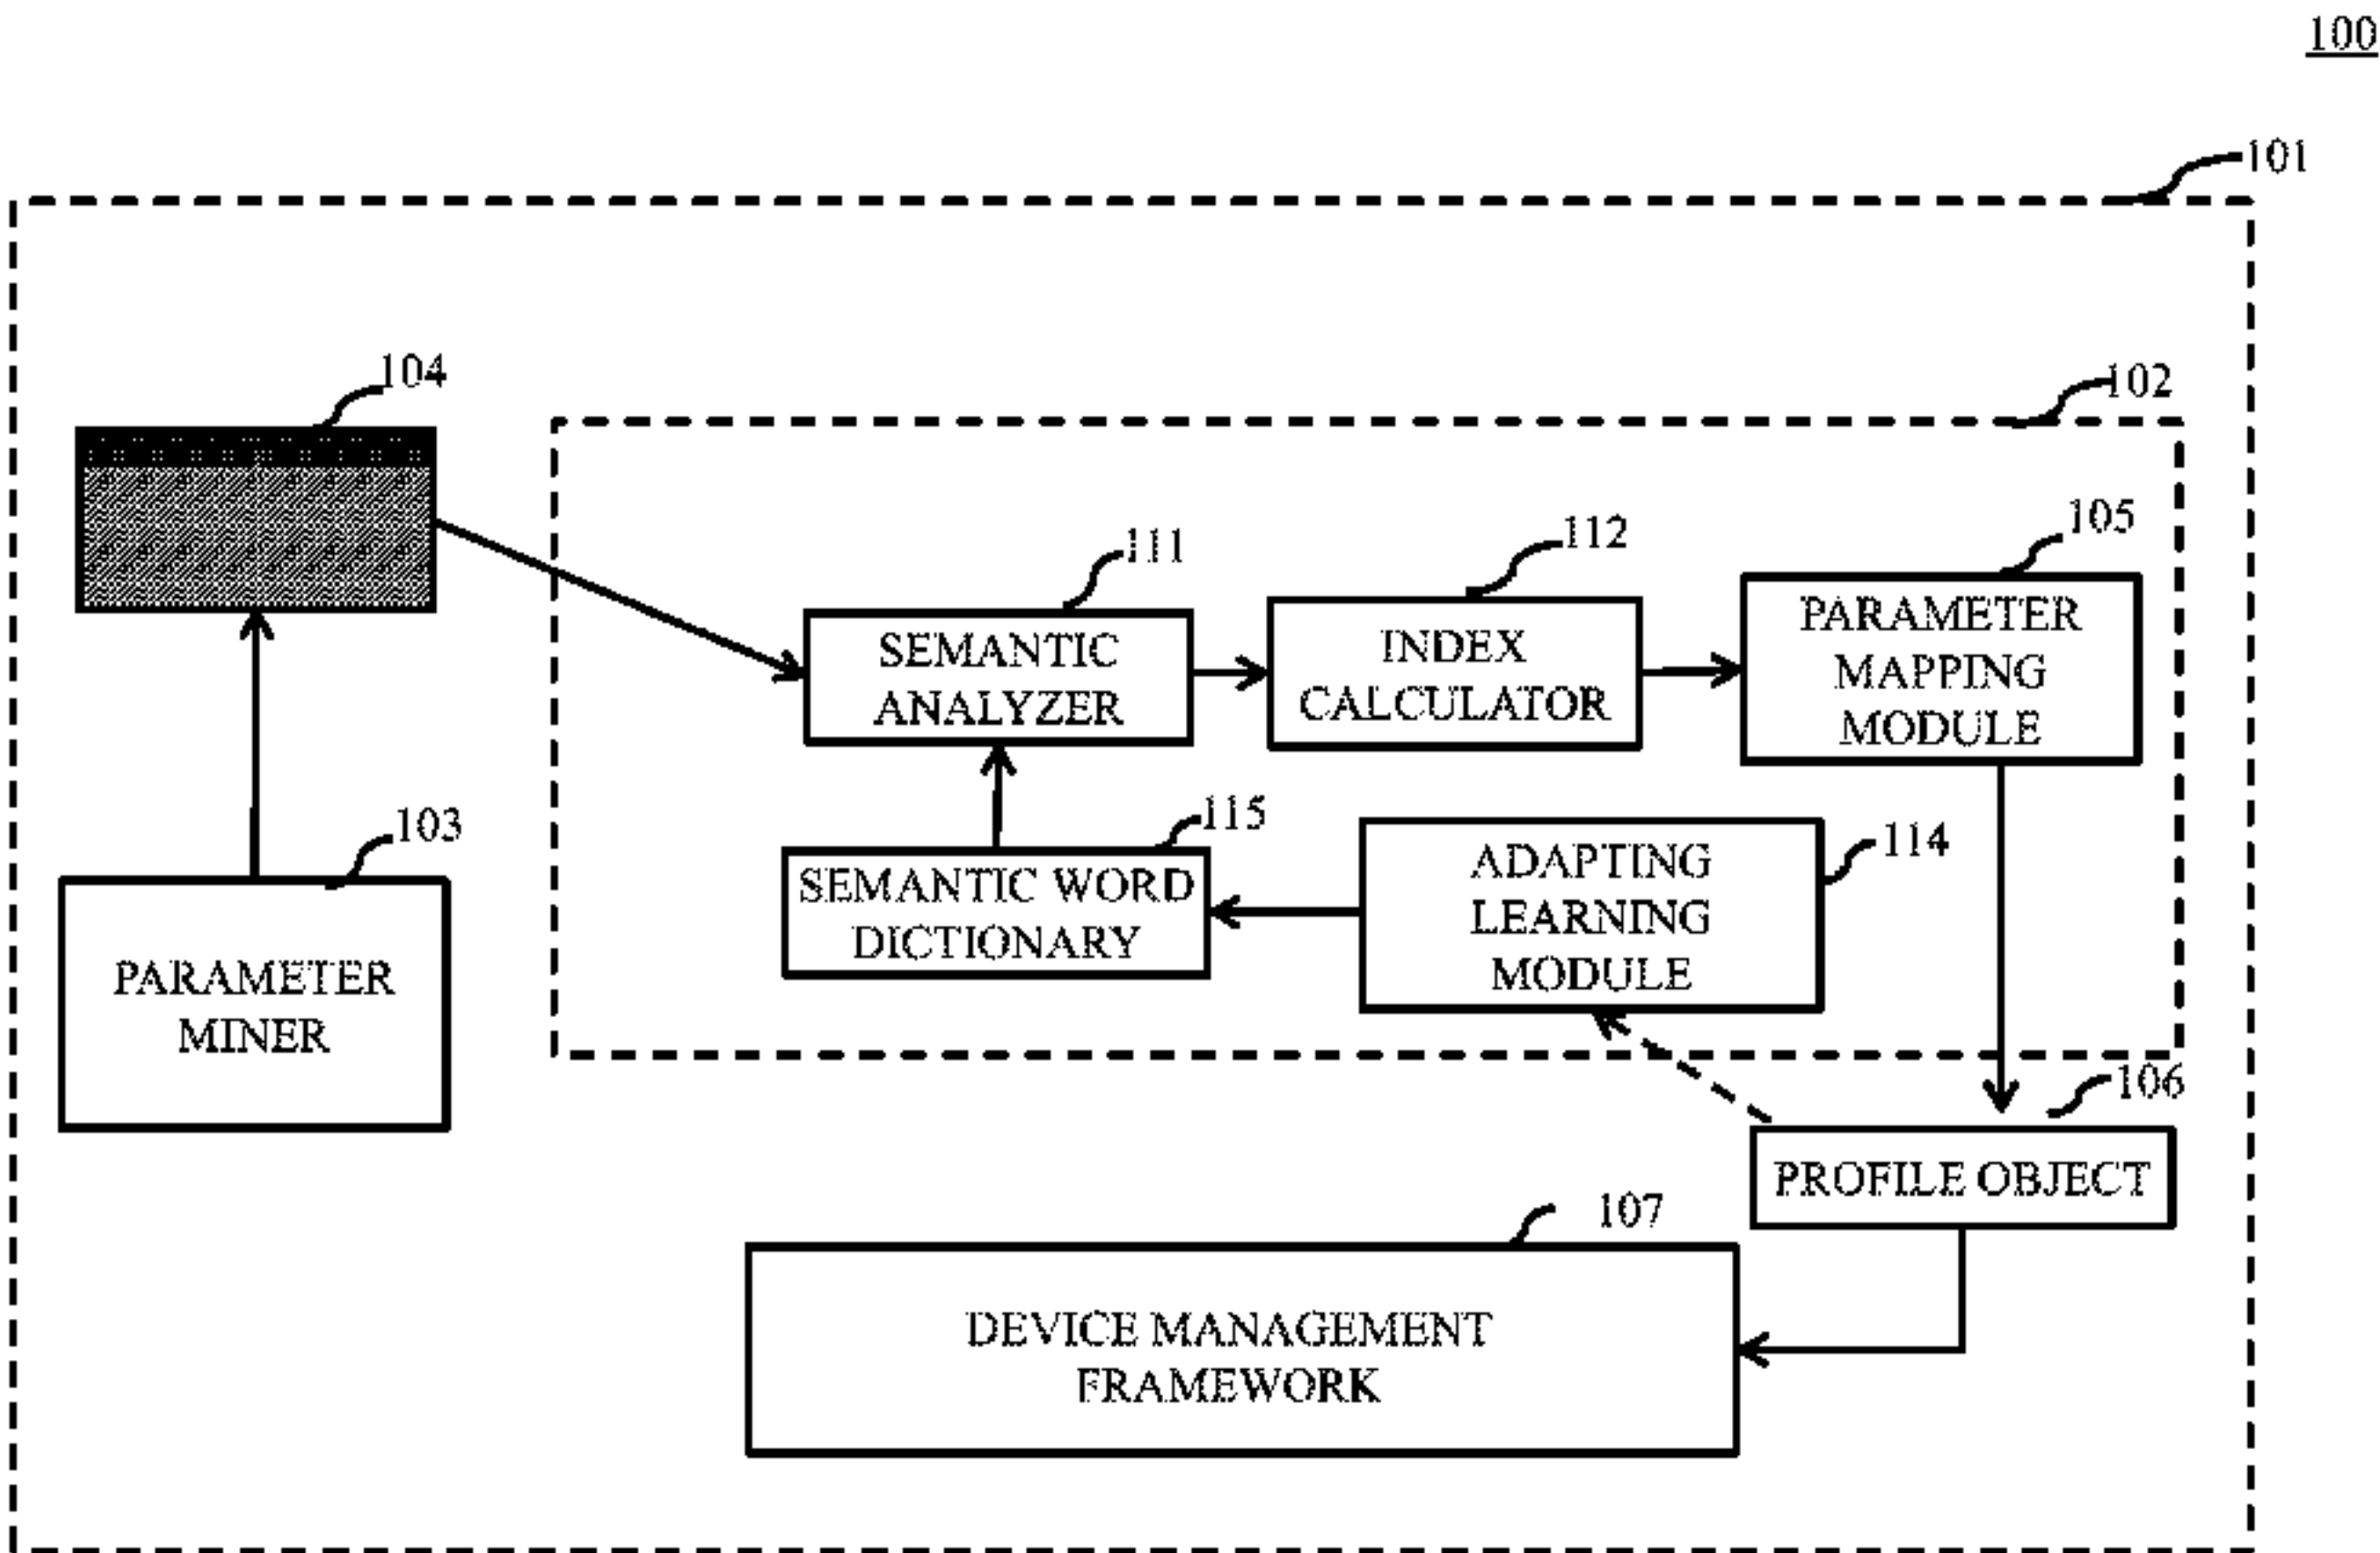 100
101
104
102
111
112
105
SEMANTIC
ANALYZER
INDEX
CALCULATOR
PARAMETER
MAPPING
MODULE
103
115
114
PARAMETER
MINER
SEMANTIC WORD
DICTIONARY
ADAPTING
LEARNING
MODULE
106
PROFILE OBJECT
107
DEVICE MANAGEMENT
FRAMEWORK